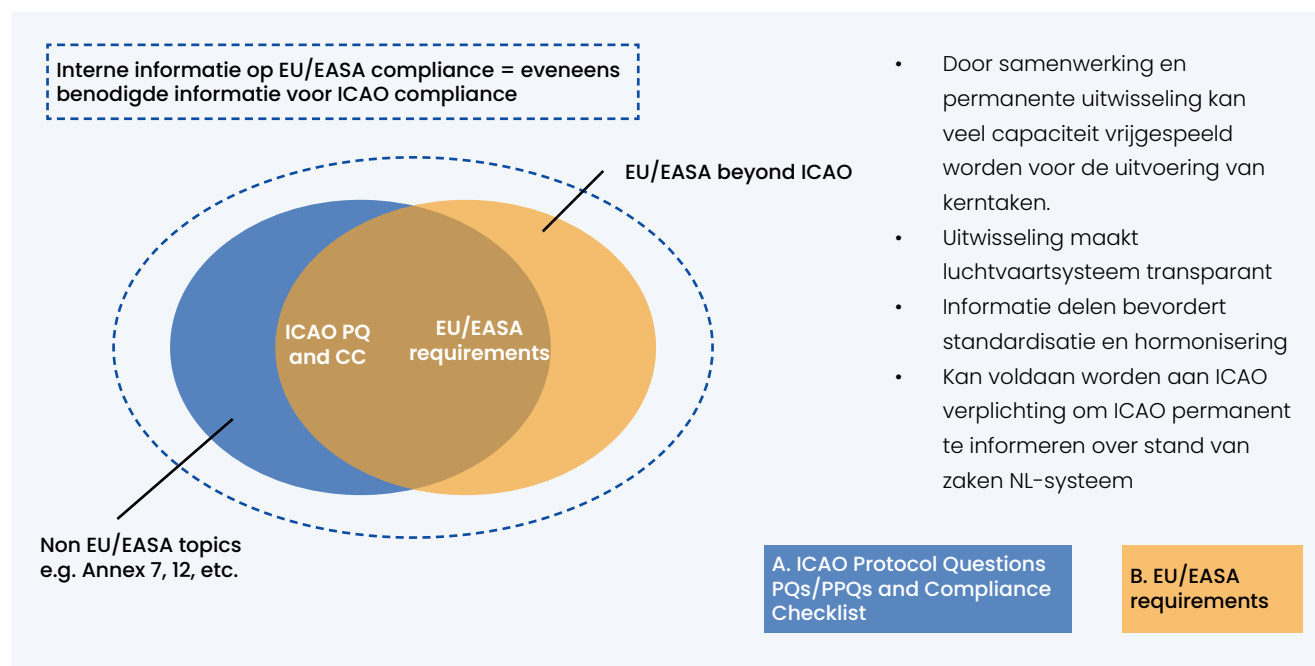 Interne informatie op EU/EASA compliance = eveneens
benodigde informatie voor ICAO compliance
EU/EASA beyond ICAO
ICAO PQ
and CC
EU/EASA
requirements
Non EU/EASA topics
e.g. Annex 7, 12, etc.
• Door samenwerking en
permanente uitwisseling kan
veel capaciteit vrijgespeeld
worden voor de uitvoering van
kerntaken.
• Uitwisseling maakt
luchtvaartsysteem transparant
• Informatie delen bevordert
standardisatie en hormonisering
• Kan voldaan worden aan ICAO
verplichting om ICAO permanent
te informeren over stand van
zaken NL-systeem
A. ICAO Protocol Questions
PQs/PPQs and Compliance
Checklist
B. EU/EASA
requirements